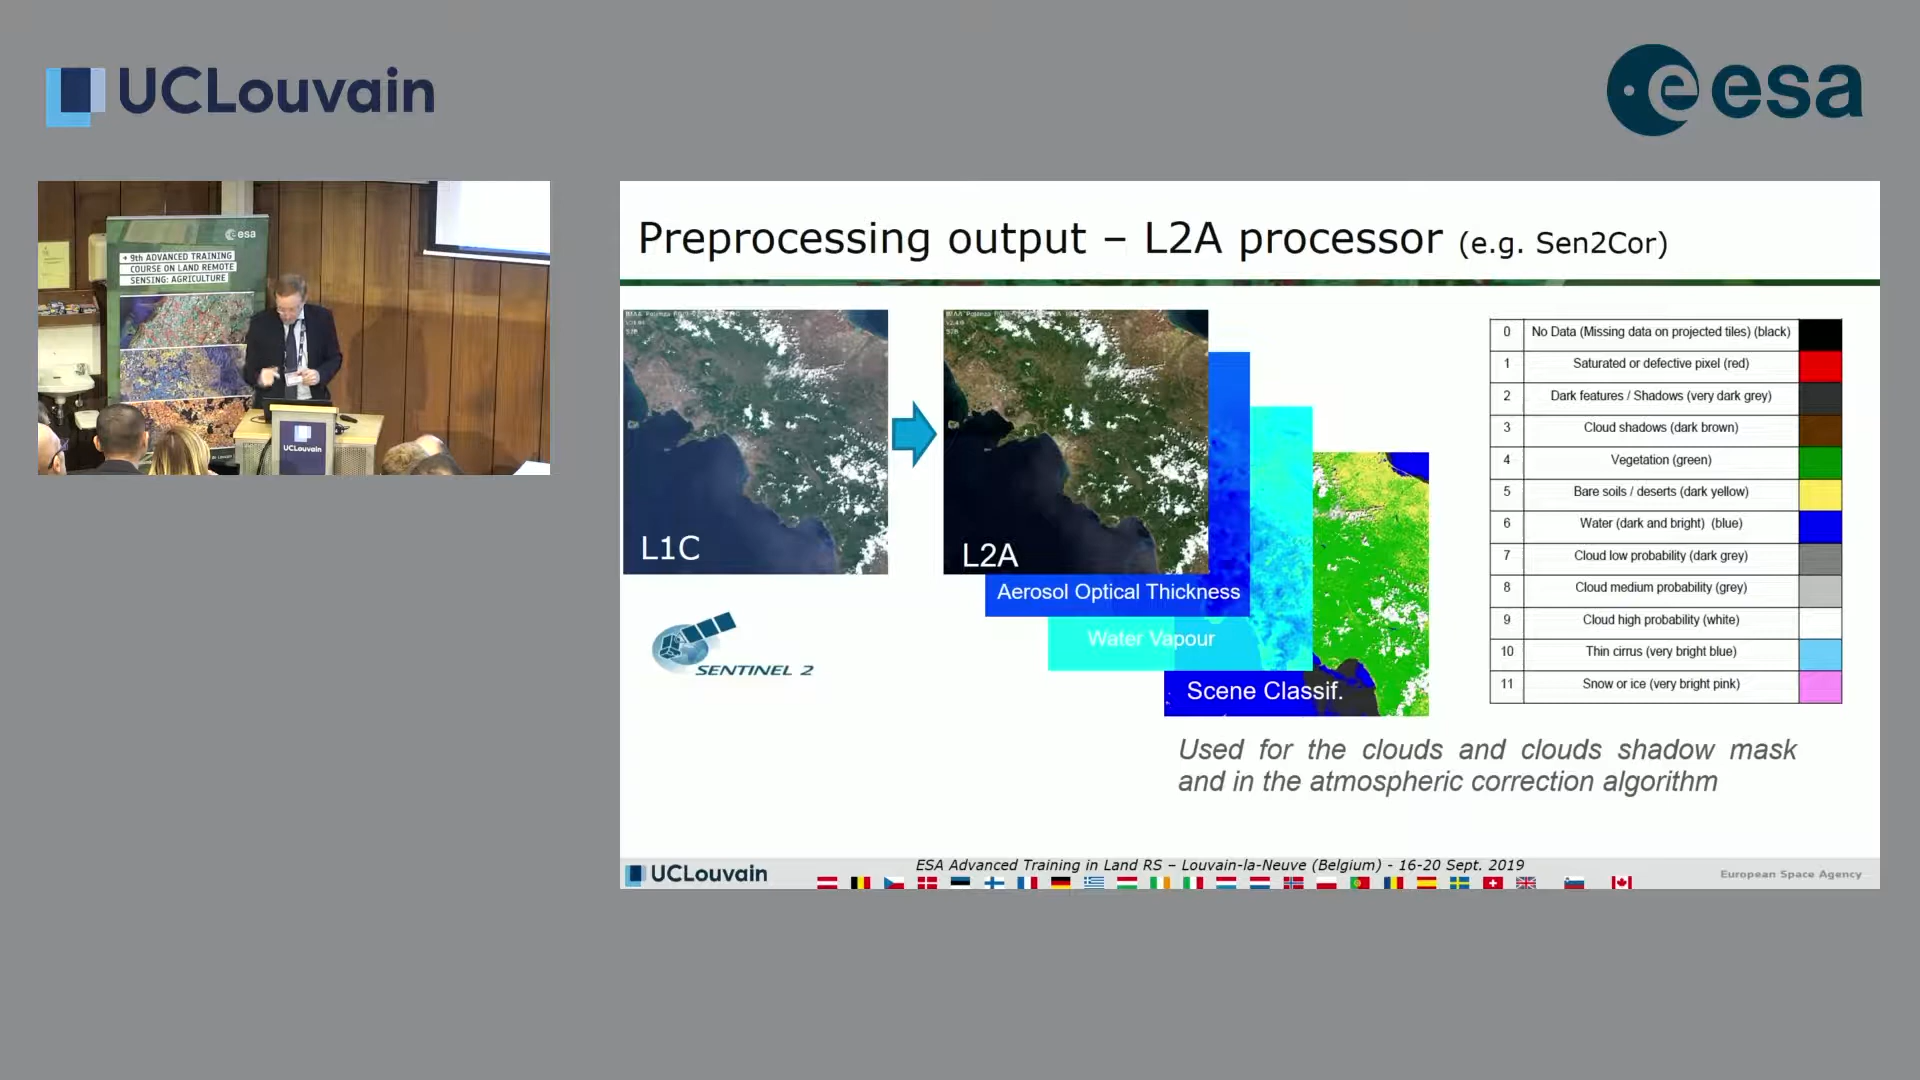 UCLouvain
esa
esa
→ 9th ADVANCED TRAINING
COURSE ON LAND REMOTE
SENSING: AGRICULTURE
UCLouvain
Preprocessing output – L2A processor (e.g. Sen2Cor)
L1C
L2A
Aerosol Optical Thickness
Water Vapour
Scene Classif.
SENTINEL 2
0 No Data (Missing data on projected tiles) (black)
1 Saturated or defective pixel (red)
2 Dark features / Shadows (very dark grey)
3 Cloud shadows (dark brown)
4 Vegetation (green)
5 Bare soils / deserts (dark yellow)
6 Water (dark and bright) (blue)
7 Cloud low probability (dark grey)
8 Cloud medium probability (grey)
9 Cloud high probability (white)
10 Thin cirrus (very bright blue)
11 Snow or ice (very bright pink)
Used for the clouds and clouds shadow mask
and in the atmospheric correction algorithm
UCLouvain
ESA Advanced Training in Land RS – Louvain-la-Neuve (Belgium) - 16-20 Sept. 2019
European Space Agency